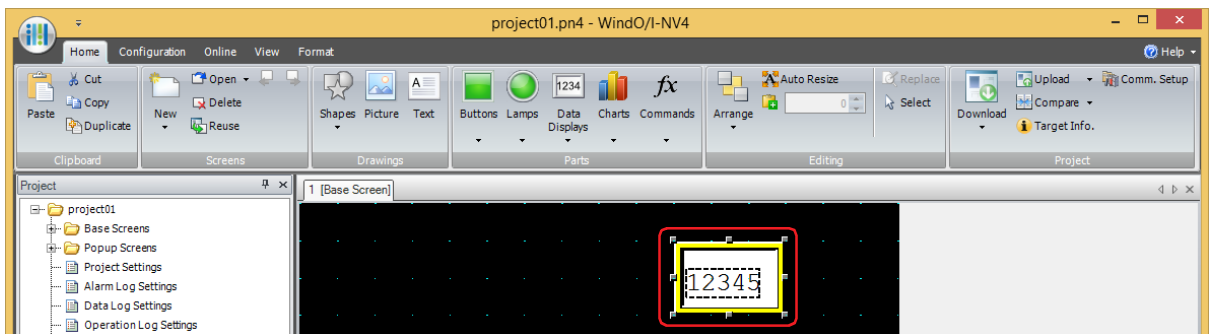 project01.pn4 - WindO/I-NV4
Home Configuration Online View Format Help
Paste Cut Copy Duplicate Clipboard
New Open Delete Reuse Screens
Shapes Picture A Text Drawings
Buttons Lamps 1234 Data Displays Charts fx Commands Parts
Arrange Auto Resize 0 Replace Select Editing
Download Upload Compare Target Info. Comm. Setup Project
Project
project01
Base Screens
Popup Screens
Project Settings
Alarm Log Settings
Data Log Settings
Operation Log Settings
1 [Base Screen]
12345